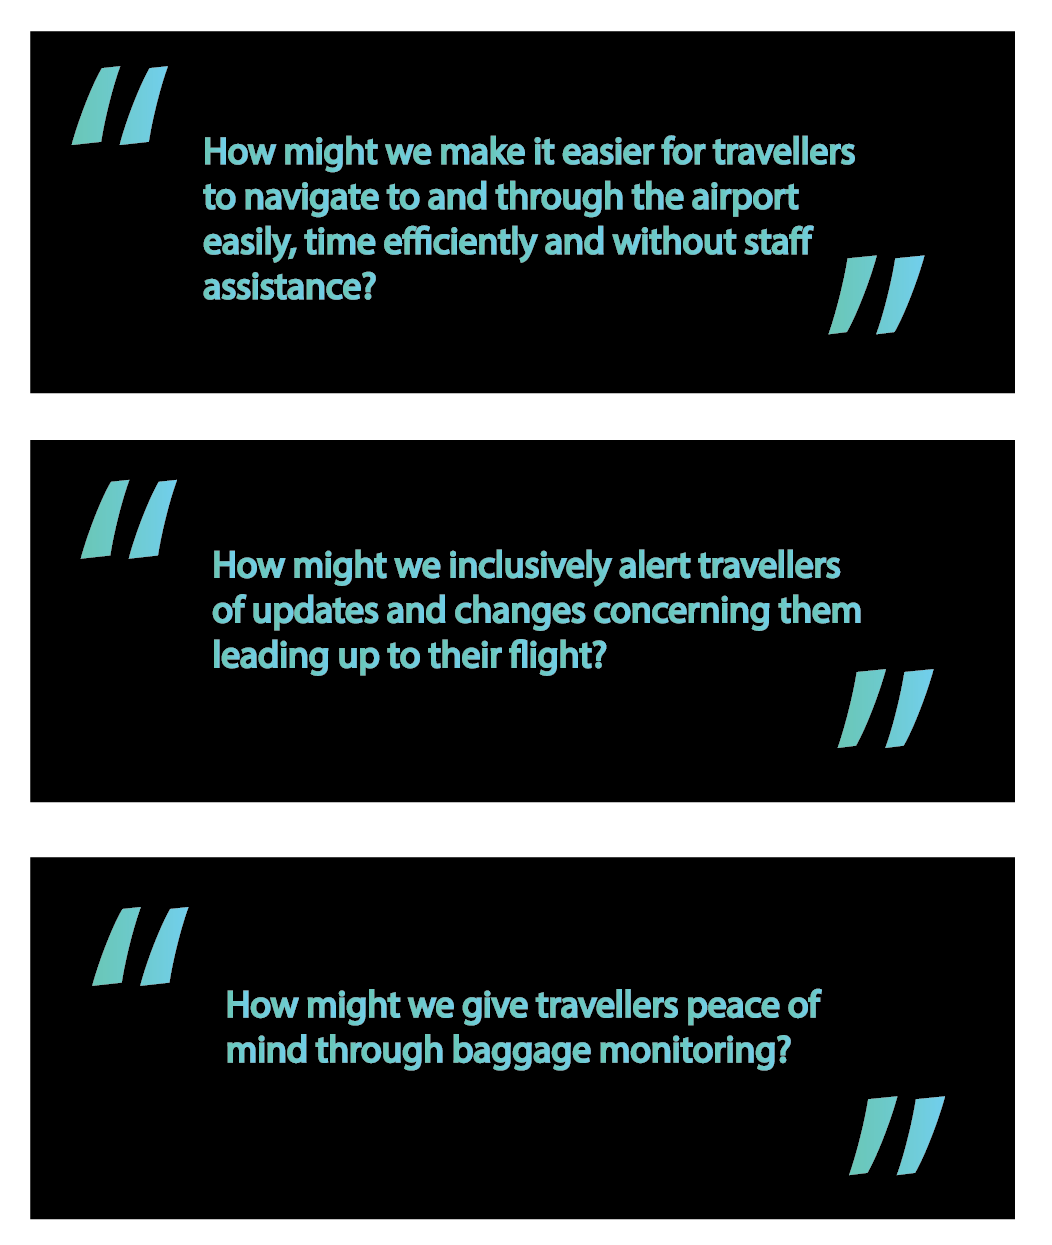 “
How might we make it easier for travellers
to navigate to and through the airport
easily, time efficiently and without staff
assistance?
”
“
How might we inclusively alert travellers
of updates and changes concerning them
leading up to their flight?
”
“
How might we give travellers peace of
mind through baggage monitoring?
”